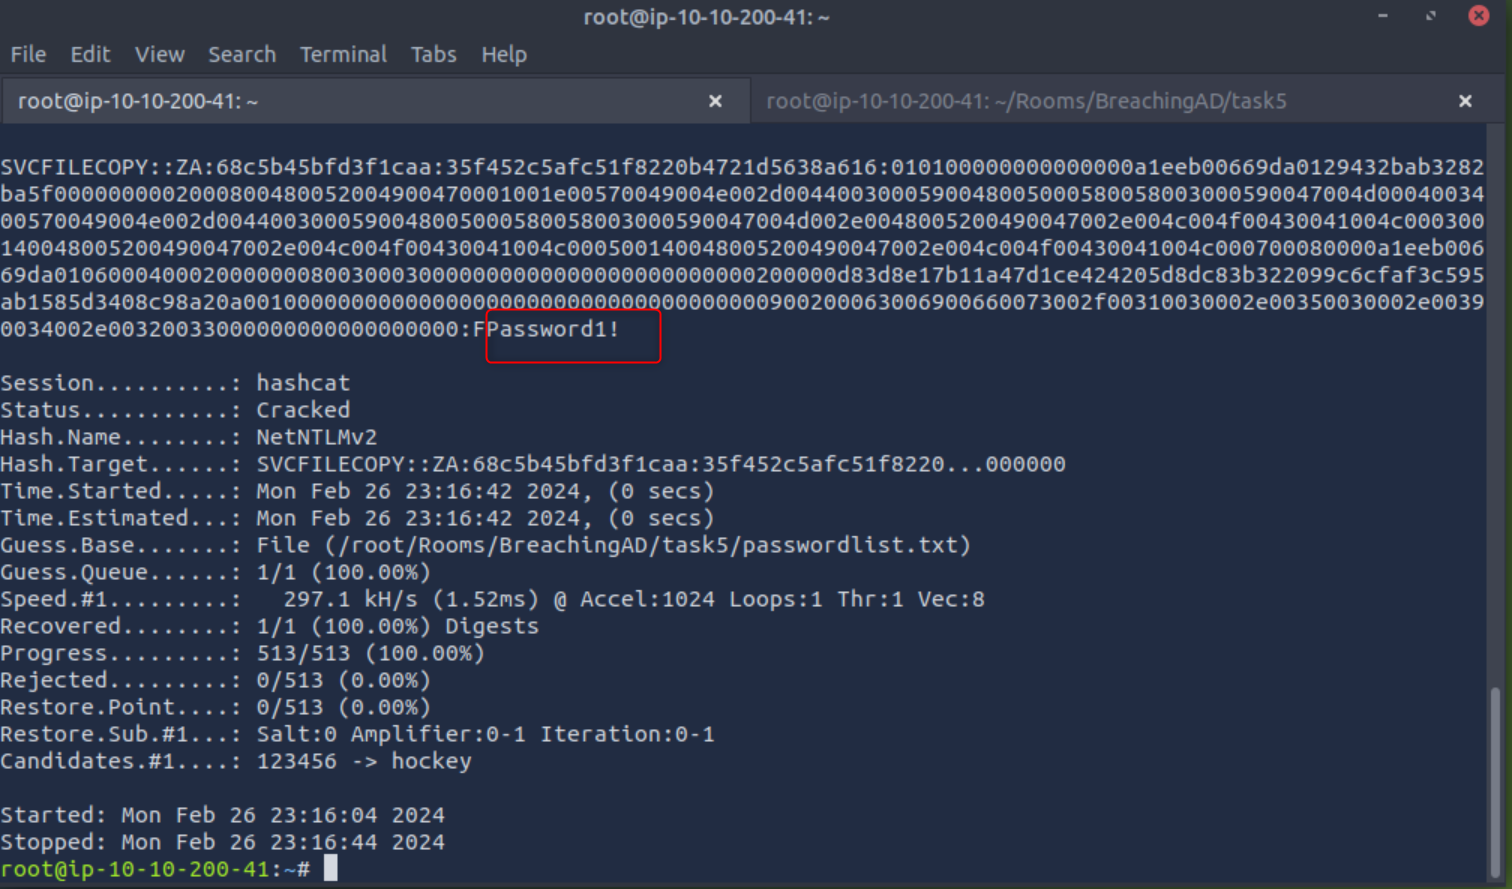 root@ip-10-10-200-41: ~
File Edit View Search Terminal Tabs Help
root@ip-10-10-200-41: ~ × root@ip-10-10-200-41: ~/Rooms/BreachingAD/task5 ×
SVCFILECOPY::ZA:68c5b45bfd3f1caa:35f452c5afc51f8220b4721d5638a616:010100000000000000a1eeb00669da0129432bab3282
ba5f0000000002000800480052004900470001001e00570049004e002d0044003000590048005000580058003000590047004d00040034
00570049004e002d0044003000590048005000580058003000590047004d002e0048005200490047002e004c004f00430041004c000300
140048005200490047002e004c004f00430041004c000500140048005200490047002e004c004f00430041004c000700080000a1eeb006
69da0106000400020000000800300030000000000000000000000000200000d83d8e17b11a47d1ce424205d8dc83b322099c6cfaf3c595
ab1585d3408c98a20a001000000000000000000000000000000000000900200063006900660073002f00310030002e00350030002e0039
0034002e00320033000000000000000000:FPassword1!
Session..........: hashcat
Status...........: Cracked
Hash.Name........: NetNTLMv2
Hash.Target......: SVCFILECOPY::ZA:68c5b45bfd3f1caa:35f452c5afc51f8220...000000
Time.Started.....: Mon Feb 26 23:16:42 2024, (0 secs)
Time.Estimated...: Mon Feb 26 23:16:42 2024, (0 secs)
Guess.Base.......: File (/root/Rooms/BreachingAD/task5/passwordlist.txt)
Guess.Queue......: 1/1 (100.00%)
Speed.#1.........:   297.1 kH/s (1.52ms) @ Accel:1024 Loops:1 Thr:1 Vec:8
Recovered........: 1/1 (100.00%) Digests
Progress.........: 513/513 (100.00%)
Rejected.........: 0/513 (0.00%)
Restore.Point....: 0/513 (0.00%)
Restore.Sub.#1...: Salt:0 Amplifier:0-1 Iteration:0-1
Candidates.#1....: 123456 -> hockey
Started: Mon Feb 26 23:16:04 2024
Stopped: Mon Feb 26 23:16:44 2024
root@ip-10-10-200-41:~#